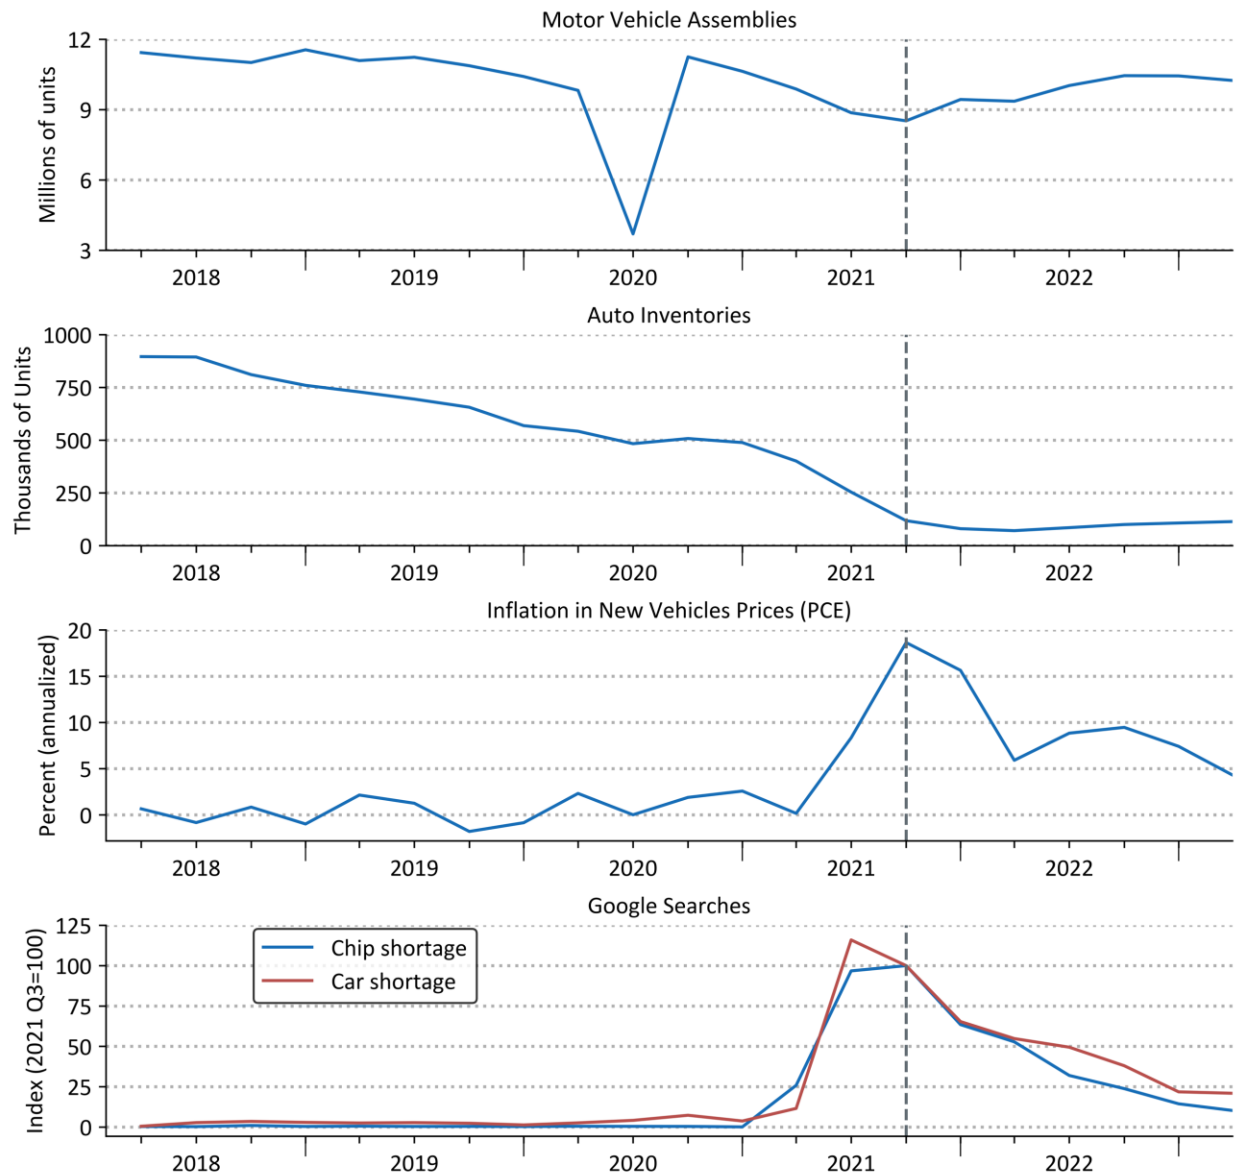 Motor Vehicle Assemblies
Millions of units
12
9
6
3
2018 2019 2020 2021 2022
Auto Inventories
Thousands of Units
1000
750
500
250
0
2018 2019 2020 2021 2022
Inflation in New Vehicles Prices (PCE)
Percent (annualized)
20
15
10
5
0
2018 2019 2020 2021 2022
Google Searches
Index (2021 Q3=100)
125
100
75
50
25
0
Chip shortage
Car shortage
2018 2019 2020 2021 2022